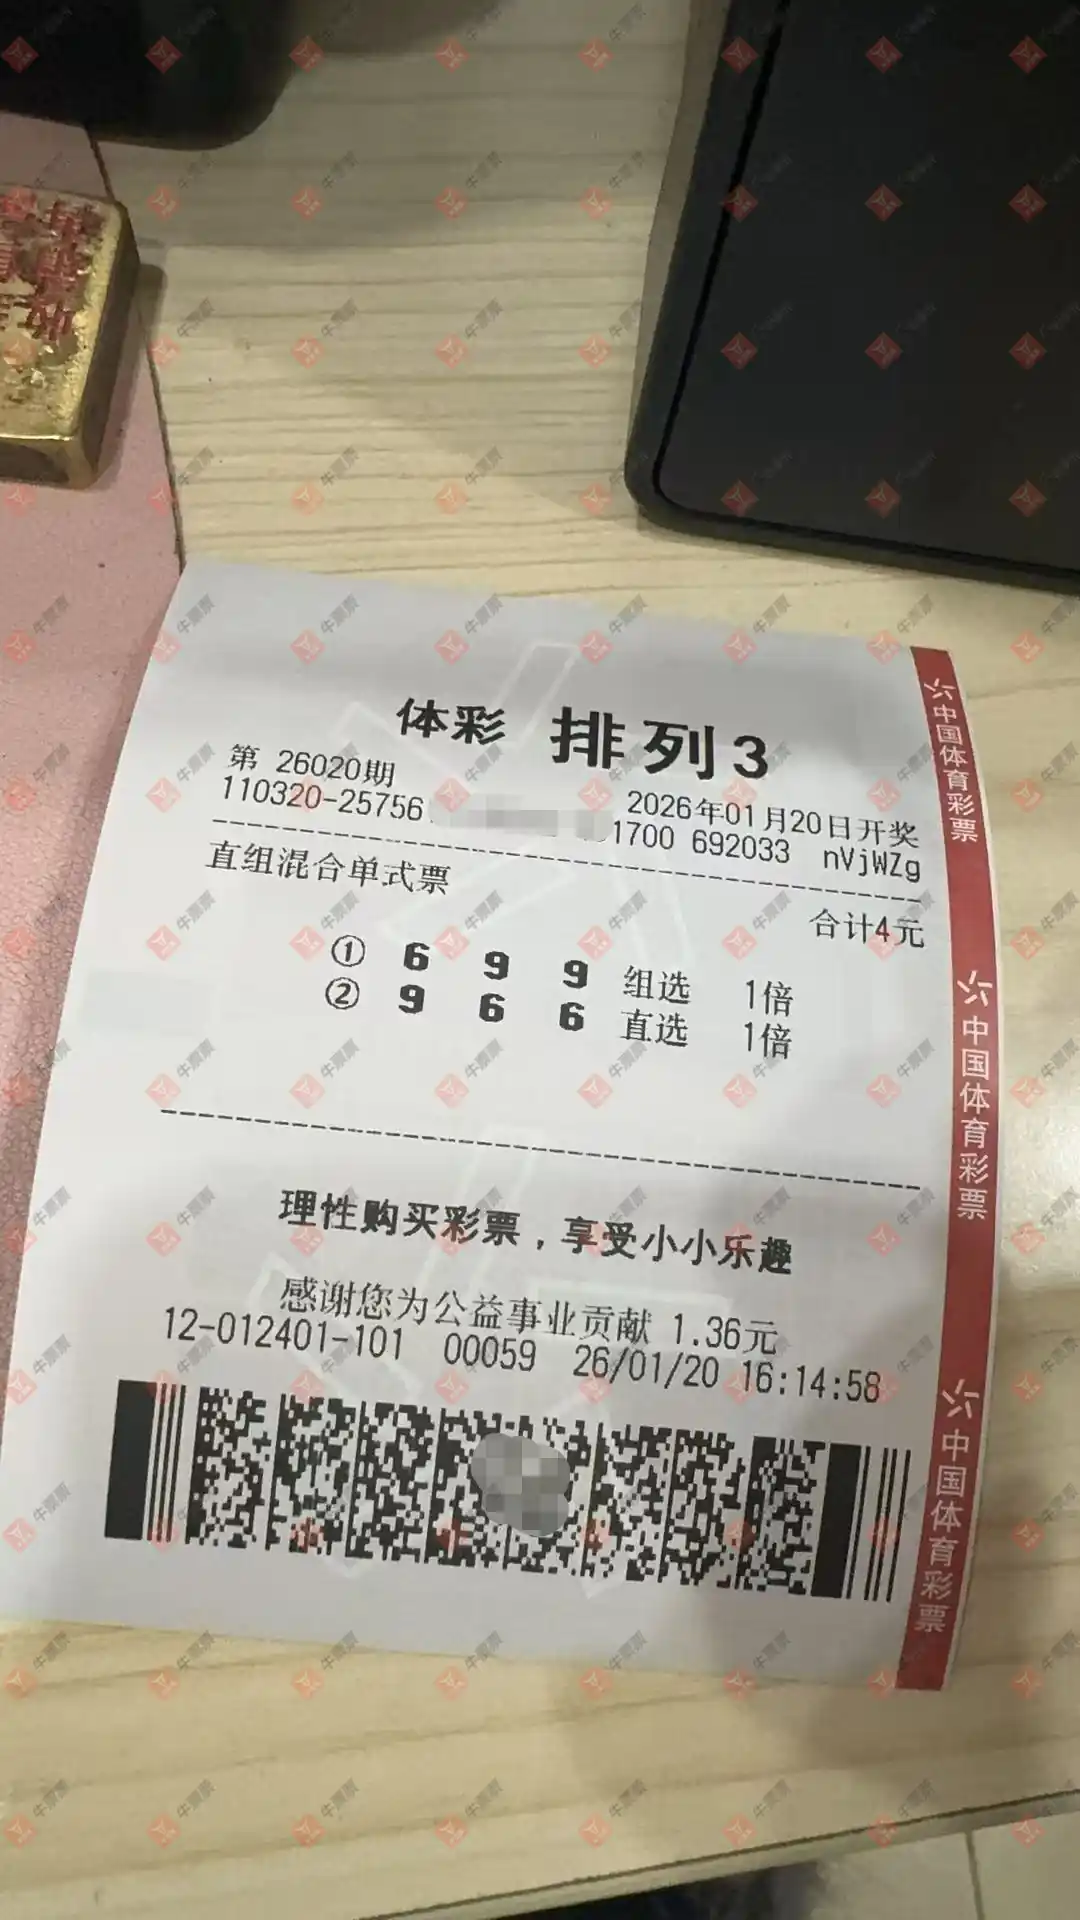 体彩 排列3
第 26020期 2026年01月20日开奖
110320-25756 1700 692033 nVjWZg
直组混合单式票
合计4元
① 6 9 9 组选 1倍
② 9 6 6 直选 1倍
理性购买彩票，享受小小乐趣
感谢您为公益事业贡献 1.36元
12-012401-101 00059 26/01/20 16:14:58
中国体育彩票
中国体育彩票
中国体育彩票
牛票票